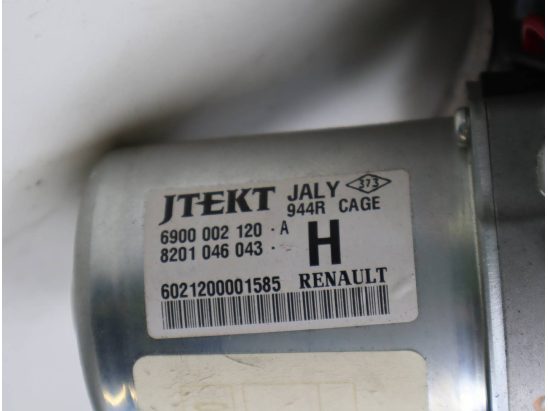 JTEKT JALY 373
944R CAGE
6900 002 120 · A
8201 046 043 · H
6021200001585 RENAULT